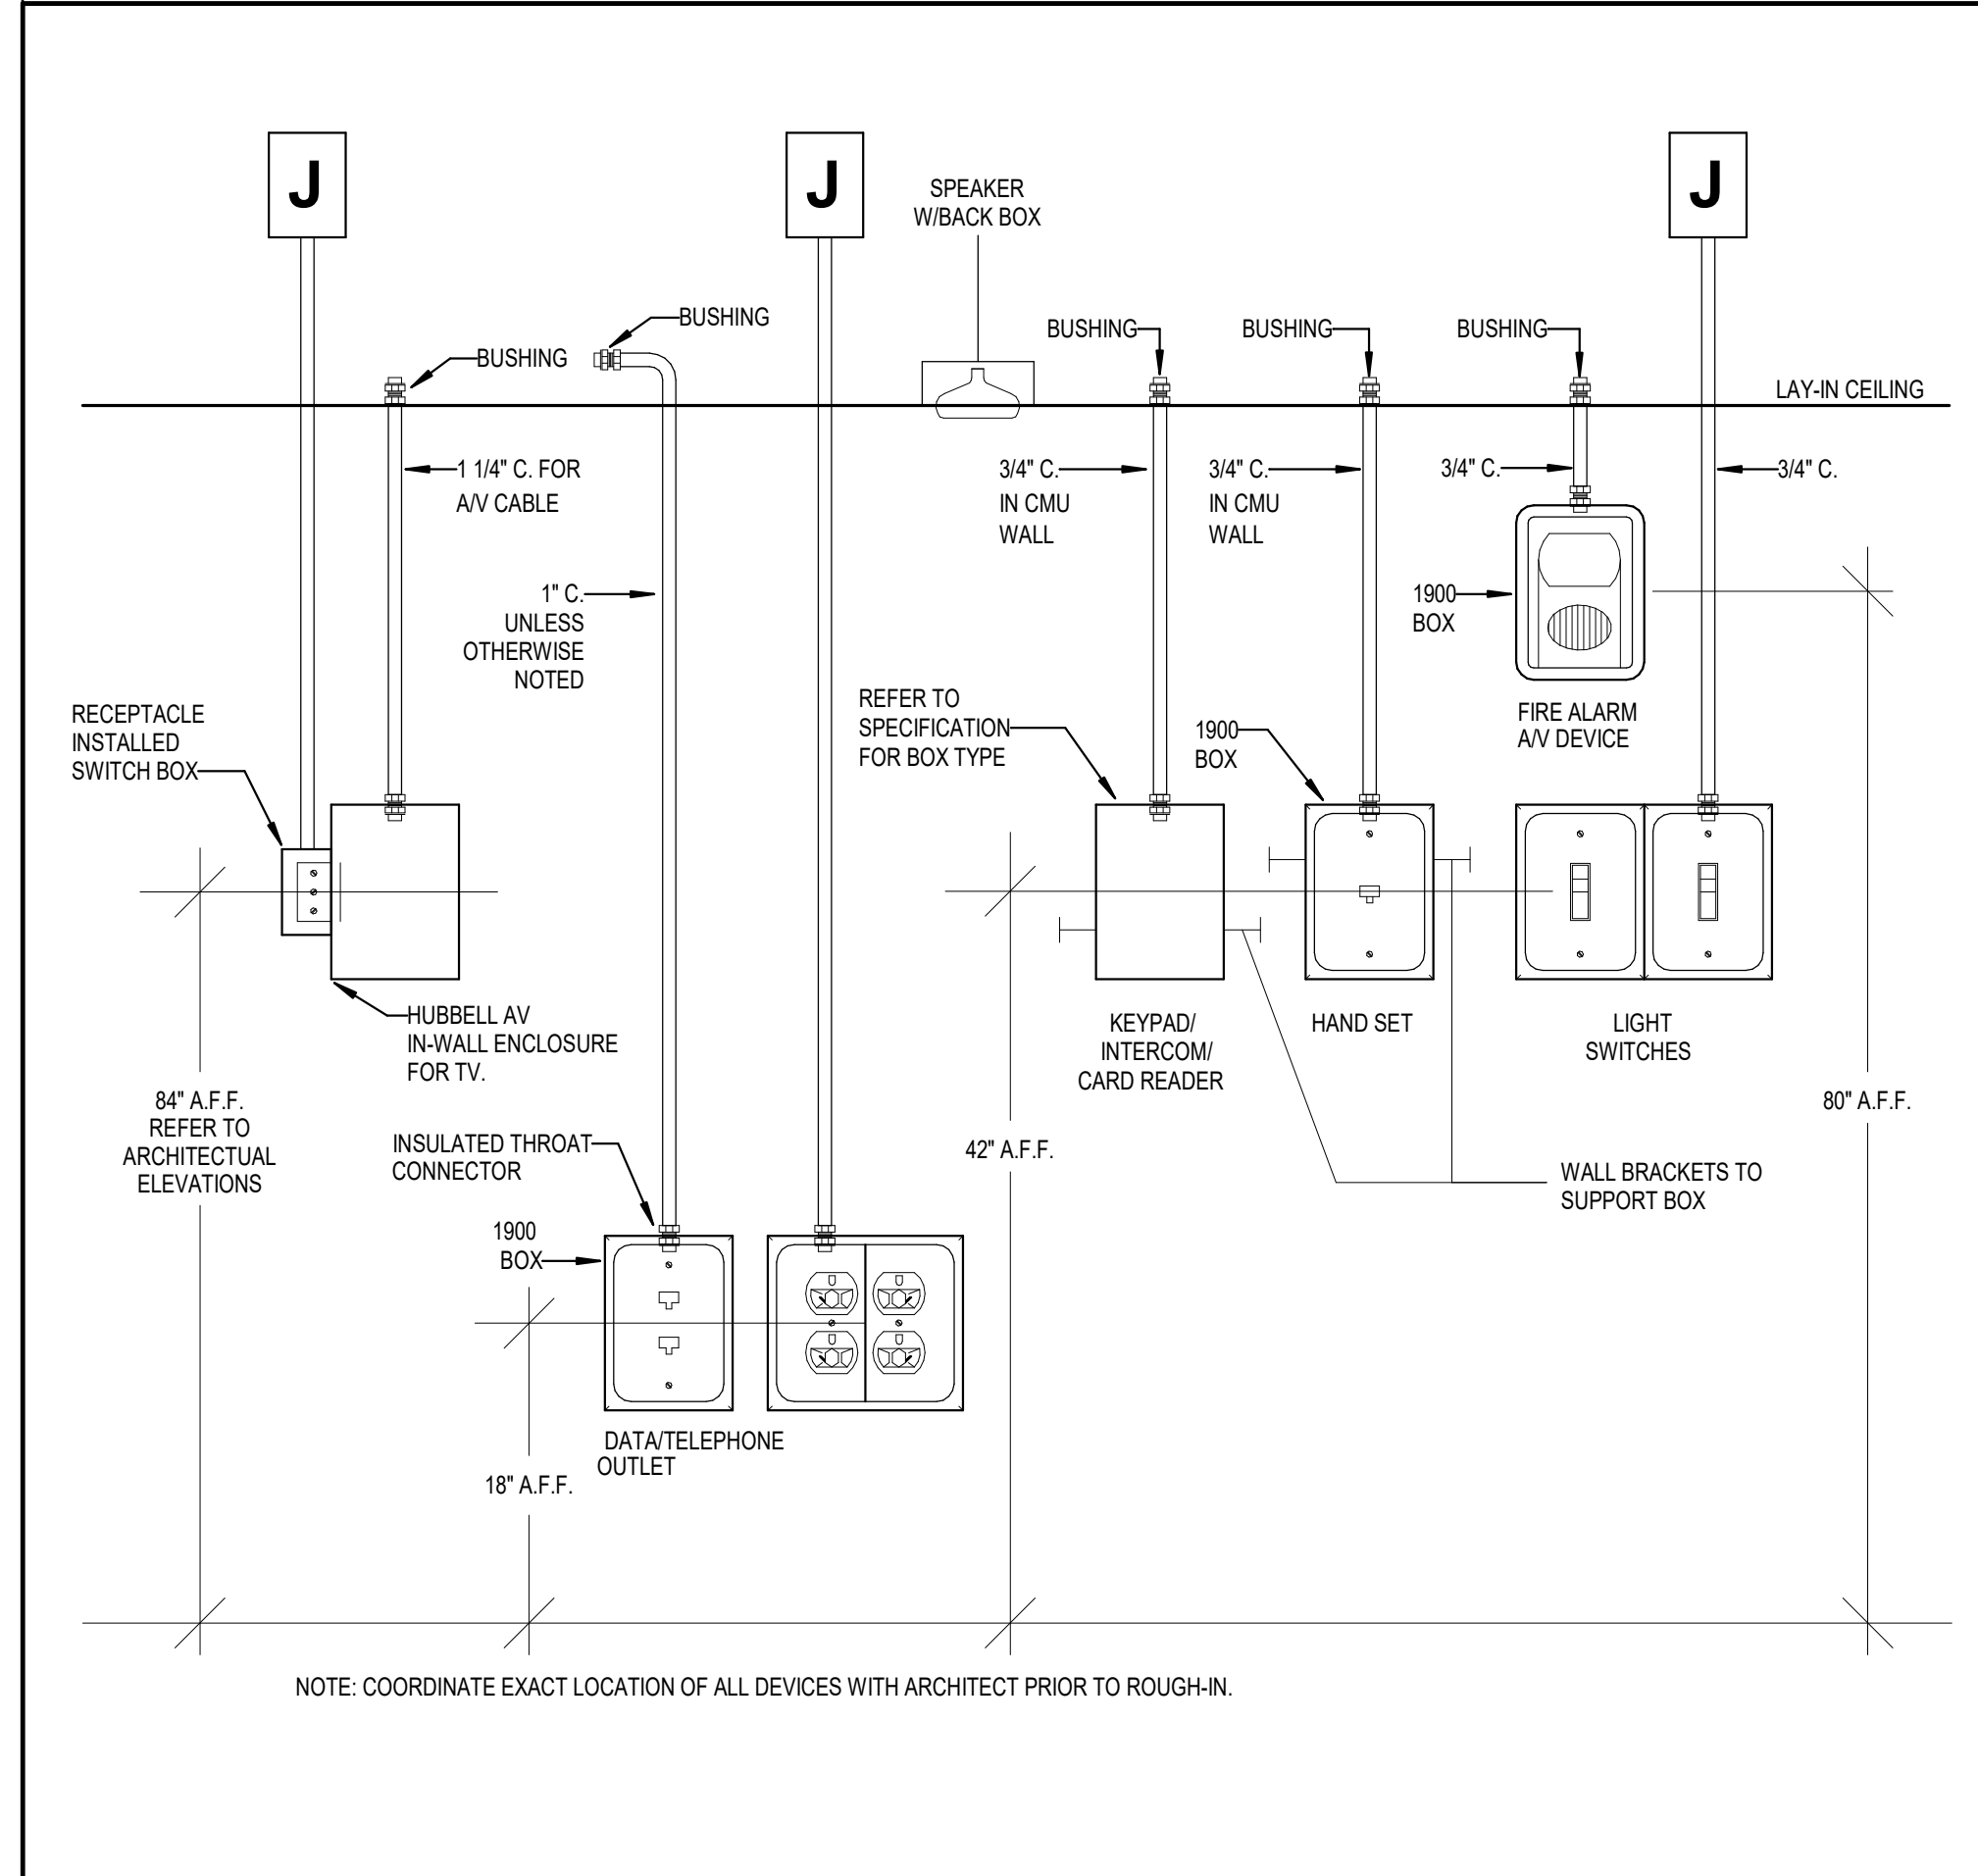 J
J
J
SPEAKER
W/BACK BOX
BUSHING
BUSHING
BUSHING
BUSHING
BUSHING
LAY-IN CEILING
1 1/4" C. FOR
A/V CABLE
3/4" C.
IN CMU
WALL
3/4" C.
IN CMU
WALL
3/4" C.
3/4" C.
1" C.
UNLESS
OTHERWISE
NOTED
1900
BOX
RECEPTACLE
INSTALLED
SWITCH BOX
REFER TO
SPECIFICATION
FOR BOX TYPE
1900
BOX
FIRE ALARM
A/V DEVICE
HUBBELL AV
IN-WALL ENCLOSURE
FOR TV.
KEYPAD/
INTERCOM/
CARD READER
HAND SET
LIGHT
SWITCHES
84" A.F.F.
REFER TO
ARCHITECTUAL
ELEVATIONS
80" A.F.F.
INSULATED THROAT
CONNECTOR
42" A.F.F.
WALL BRACKETS TO
SUPPORT BOX
1900
BOX
DATA/TELEPHONE
OUTLET
18" A.F.F.
NOTE: COORDINATE EXACT LOCATION OF ALL DEVICES WITH ARCHITECT PRIOR TO ROUGH-IN.